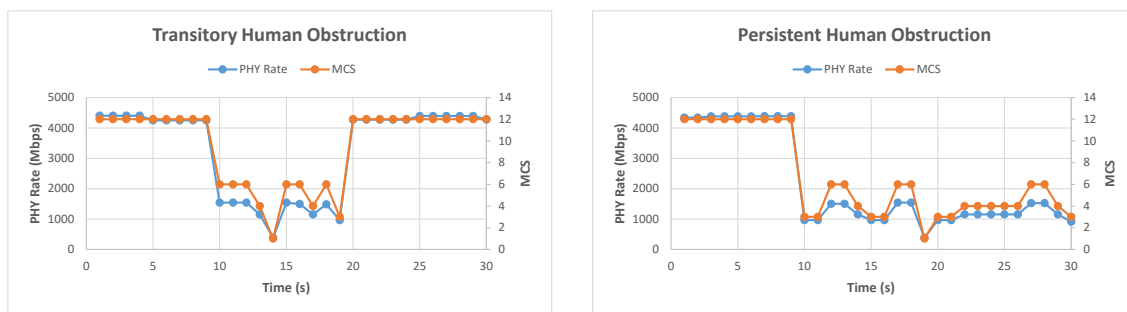 Transitory Human Obstruction
PHY Rate MCS
5000
4000
3000
2000
1000
0
14
12
10
8
6
4
2
0
0 5 10 15 20 25 30
PHY Rate (Mbps)
MCS
Time (s)
Persistent Human Obstruction
PHY Rate MCS
5000
4000
3000
2000
1000
0
14
12
10
8
6
4
2
0
0 5 10 15 20 25 30
PHY Rate (Mbps)
MCS
Time (s)